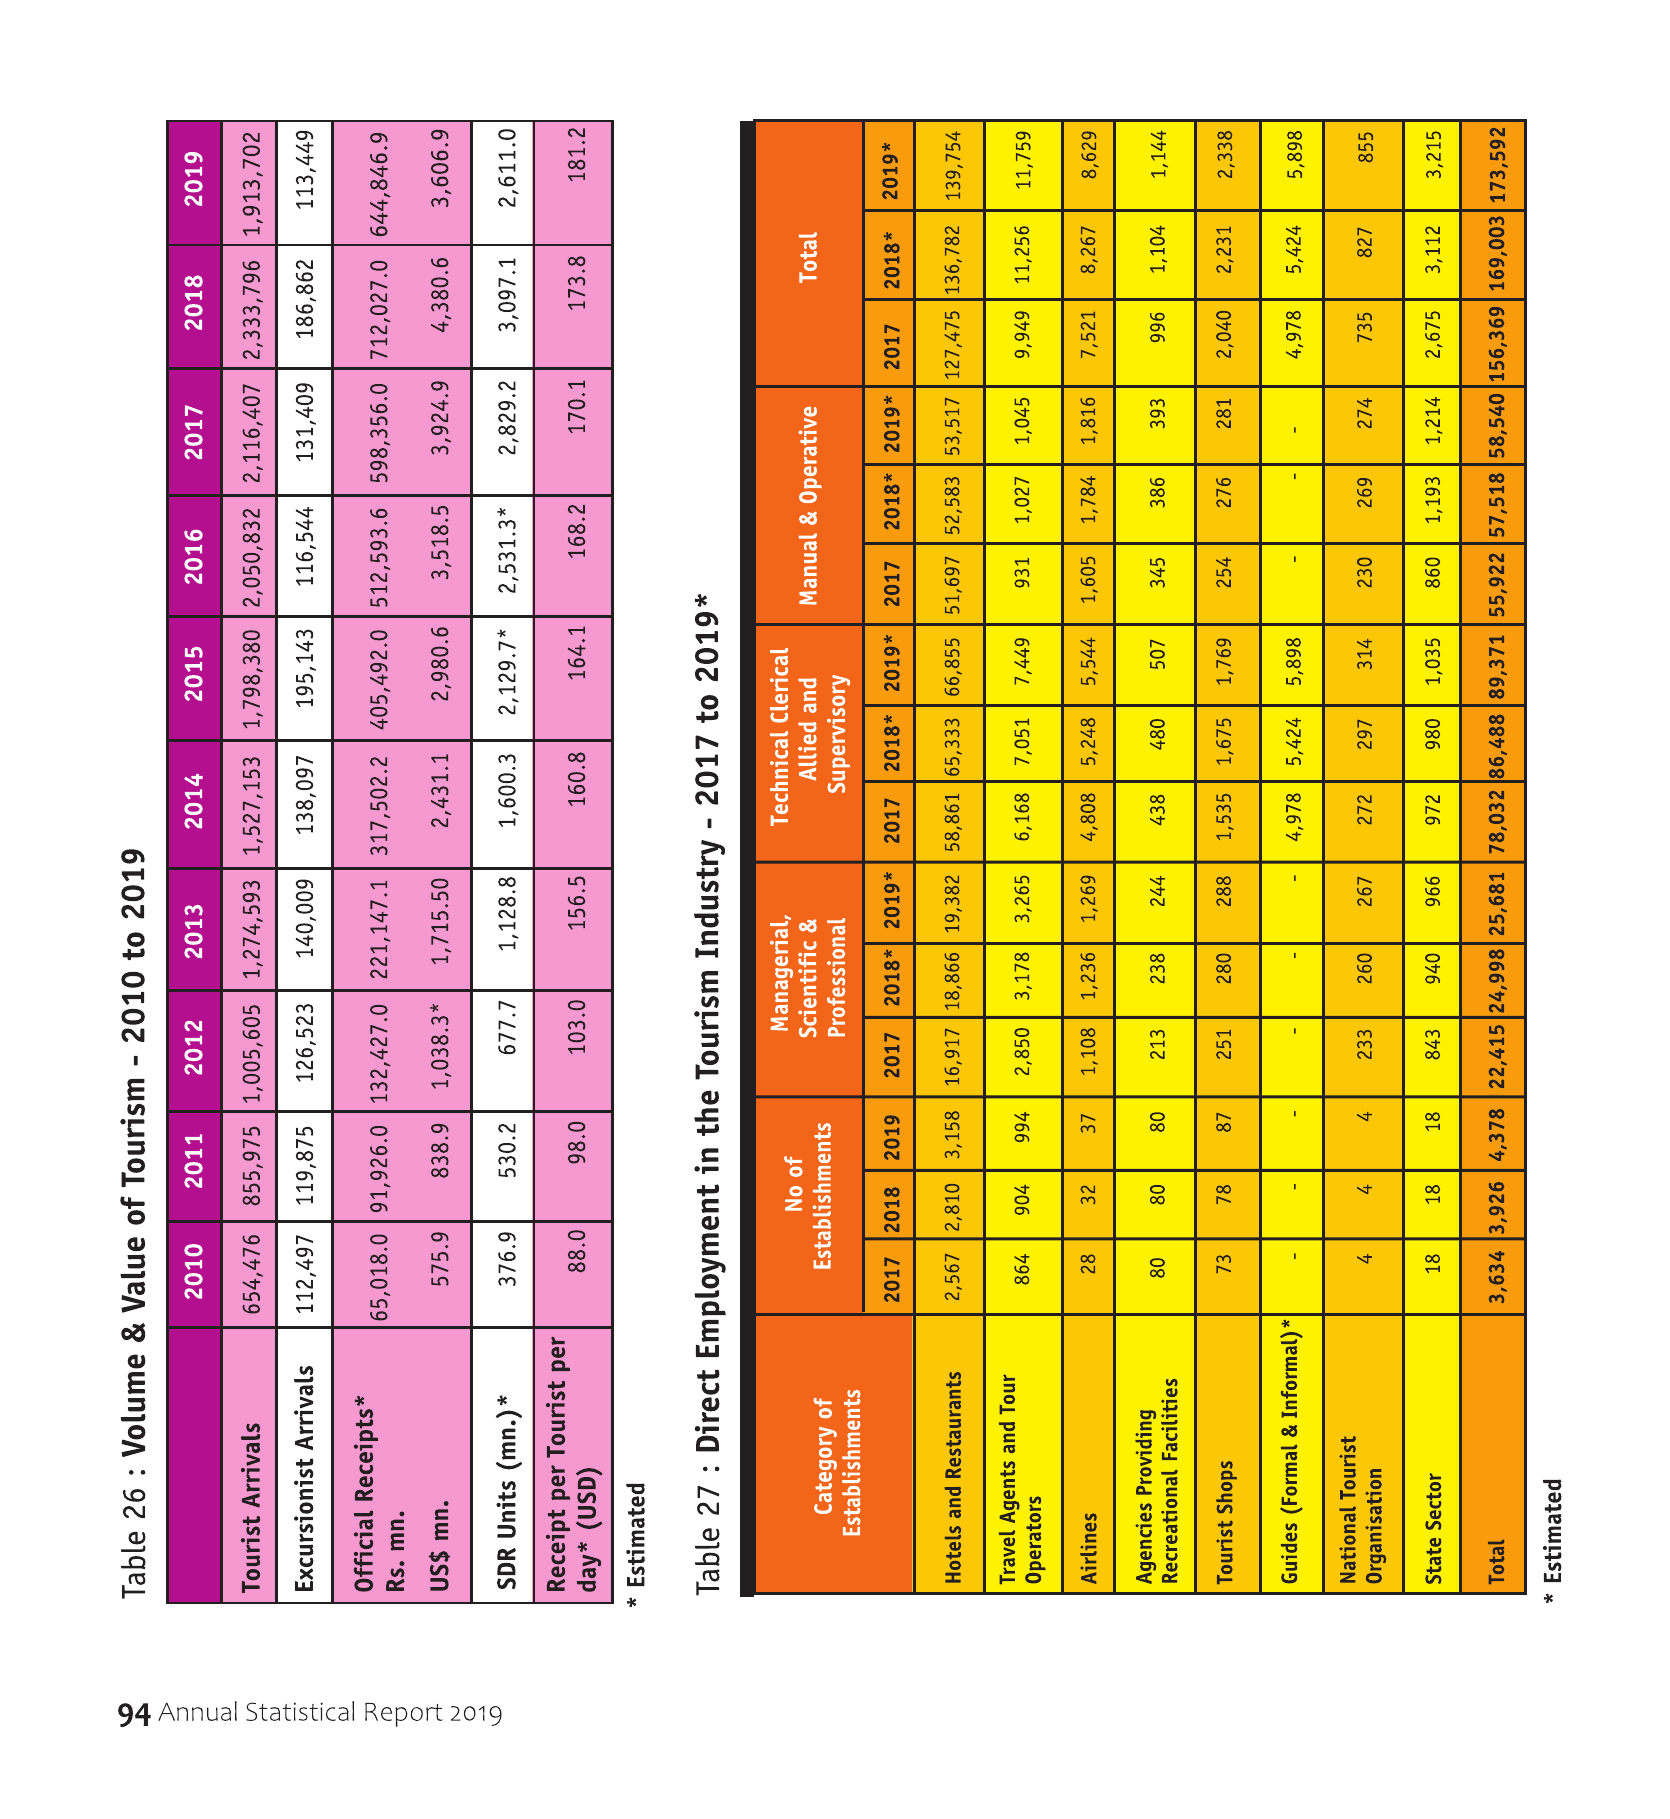 Table 26 : Volume & Value of Tourism - 2010 to 2019
2010 2011 2012 2013 2014 2015 2016 2017 2018 2019
Tourist Arrivals 654,476 855,975 1,005,605 1,274,593 1,527,153 1,798,380 2,050,832 2,116,407 2,333,796 1,913,702
Excursionist Arrivals 112,497 119,875 126,523 140,009 138,097 195,143 116,544 131,409 186,862 113,449
Official Receipts*
Rs. mn. 65,018.0 91,926.0 132,427.0 221,147.1 317,502.2 405,492.0 512,593.6 598,356.0 712,027.0 644,846.9
US$ mn. 575.9 838.9 1,038.3* 1,715.50 2,431.1 2,980.6 3,518.5 3,924.9 4,380.6 3,606.9
SDR Units (mn.)* 376.9 530.2 677.7 1,128.8 1,600.3 2,129.7* 2,531.3* 2,829.2 3,097.1 2,611.0
Receipt per Tourist per
day* (USD) 88.0 98.0 103.0 156.5 160.8 164.1 168.2 170.1 173.8 181.2
* Estimated
Table 27 : Direct Employment in the Tourism Industry - 2017 to 2019*
Category of
Establishments
No of
Establishments
Managerial,
Scientific &
Professional
Technical Clerical
Allied and
Supervisory
Manual & Operative
Total
2017 2018 2019 2017 2018* 2019* 2017 2018* 2019* 2017 2018* 2019* 2017 2018* 2019*
Hotels and Restaurants 2,567 2,810 3,158 16,917 18,866 19,382 58,861 65,333 66,855 51,697 52,583 53,517 127,475 136,782 139,754
Travel Agents and Tour
Operators 864 904 994 2,850 3,178 3,265 6,168 7,051 7,449 931 1,027 1,045 9,949 11,256 11,759
Airlines 28 32 37 1,108 1,236 1,269 4,808 5,248 5,544 1,605 1,784 1,816 7,521 8,267 8,629
Agencies Providing
Recreational Facilities 80 80 80 213 238 244 438 480 507 345 386 393 996 1,104 1,144
Tourist Shops 73 78 87 251 280 288 1,535 1,675 1,769 254 276 281 2,040 2,231 2,338
Guides (Formal & Informal)* - - - - - - 4,978 5,424 5,898 - - - 4,978 5,424 5,898
National Tourist
Organisation 4 4 4 233 260 267 272 297 314 230 269 274 735 827 855
State Sector 18 18 18 843 940 966 972 980 1,035 860 1,193 1,214 2,675 3,112 3,215
Total 3,634 3,926 4,378 22,415 24,998 25,681 78,032 86,488 89,371 55,922 57,518 58,540 156,369 169,003 173,592
* Estimated
94 Annual Statistical Report 2019